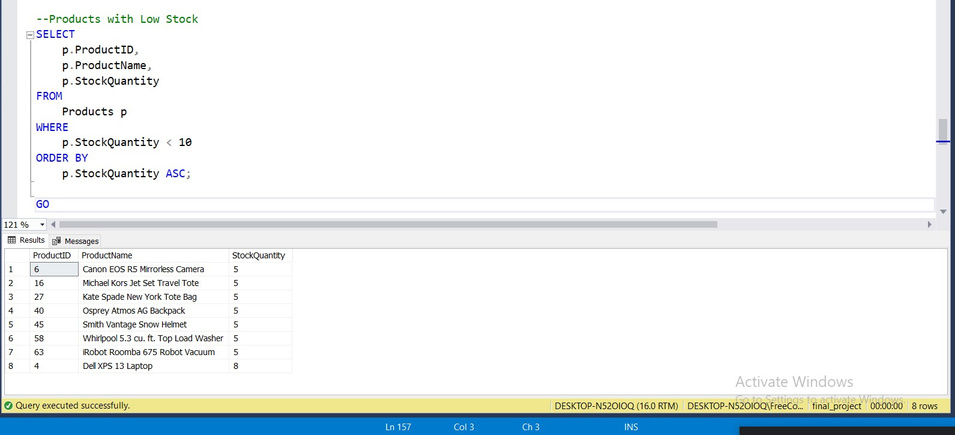 --Products with Low Stock
SELECT
p.ProductID,
p.ProductName,
p.StockQuantity
FROM
Products p
WHERE
p.StockQuantity < 10
ORDER BY
p.StockQuantity ASC;
GO
121 %
Results Messages
ProductID ProductName StockQuantity
1 6 Canon EOS R5 Mirrorless Camera 5
2 16 Michael Kors Jet Set Travel Tote 5
3 27 Kate Spade New York Tote Bag 5
4 40 Osprey Atmos AG Backpack 5
5 45 Smith Vantage Snow Helmet 5
6 58 Whirlpool 5.3 cu. ft. Top Load Washer 5
7 63 iRobot Roomba 675 Robot Vacuum 5
8 4 Dell XPS 13 Laptop 8
Activate Windows
Go to Settings to activate Windows.
Query executed successfully. DESKTOP-N52OIOQ (16.0 RTM) DESKTOP-N52OIOQ\FreeCo... final_project 00:00:00 8 rows
Ln 157 Col 3 Ch 3 INS